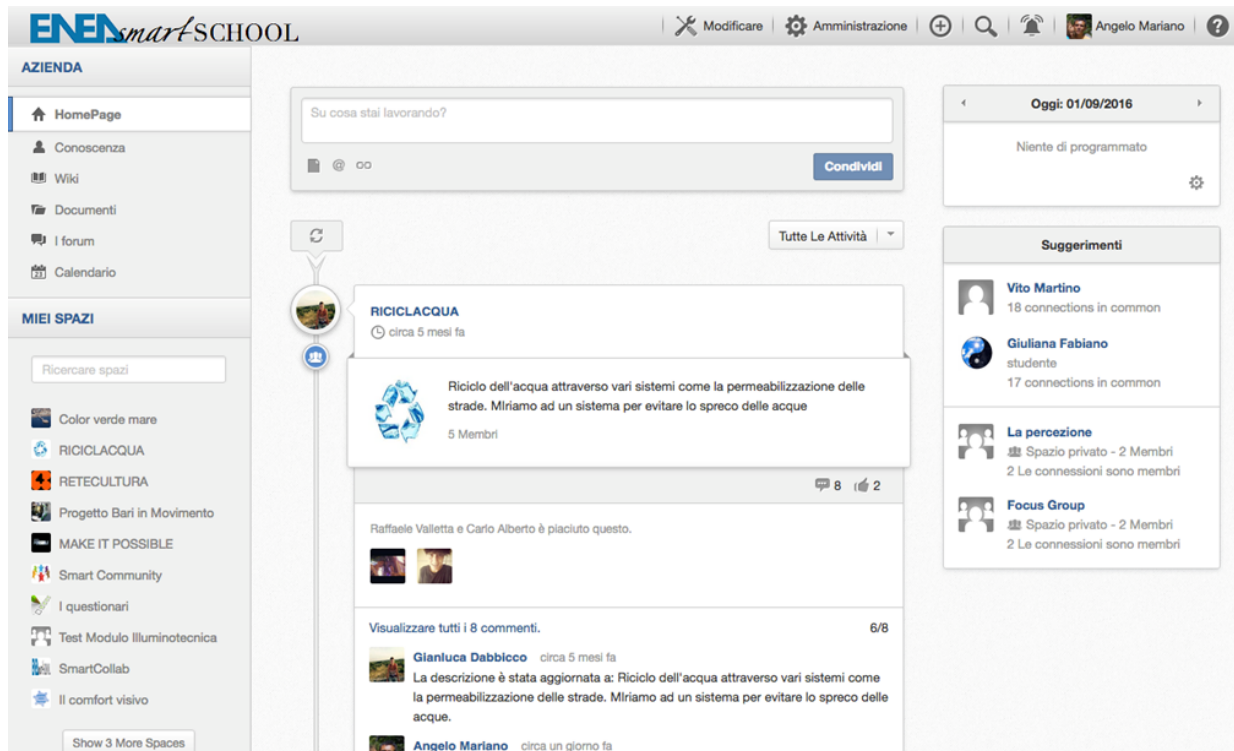 ENEA smart SCHOOL
Modificare
Amministrazione
Angelo Mariano
AZIENDA
HomePage
Conoscenza
Wiki
Documenti
I forum
Calendario
23
MIEI SPAZI
Ricercare spazi
Color verde mare
RICICLACQUA
RETECULTURA
Progetto Bari in Movimento
MAKE IT POSSIBLE
Smart Community
I questionari
Test Modulo Illuminotecnica
SmartCollab
Il comfort visivo
Show 3 More Spaces
Su cosa stai lavorando?
@
Condividi
Tutte Le Attività
RICICLACQUA
circa 5 mesi fa
Riciclo dell'acqua attraverso vari sistemi come la permeabilizzazione delle
strade. MIriamo ad un sistema per evitare lo spreco delle acque
5 Membri
8 2
Raffaele Valletta e Carlo Alberto è piaciuto questo.
Visualizzare tutti i 8 commenti. 6/8
Gianluca Dabbicco circa 5 mesi fa
La descrizione è stata aggiornata a: Riciclo dell'acqua attraverso vari sistemi come
la permeabilizzazione delle strade. MIriamo ad un sistema per evitare lo spreco delle
acque.
Angelo Mariano circa un giorno fa
Oggi: 01/09/2016
Niente di programmato
Suggerimenti
Vito Martino
18 connections in common
Giuliana Fabiano
studente
17 connections in common
La percezione
Spazio privato - 2 Membri
2 Le connessioni sono membri
Focus Group
Spazio privato - 2 Membri
2 Le connessioni sono membri